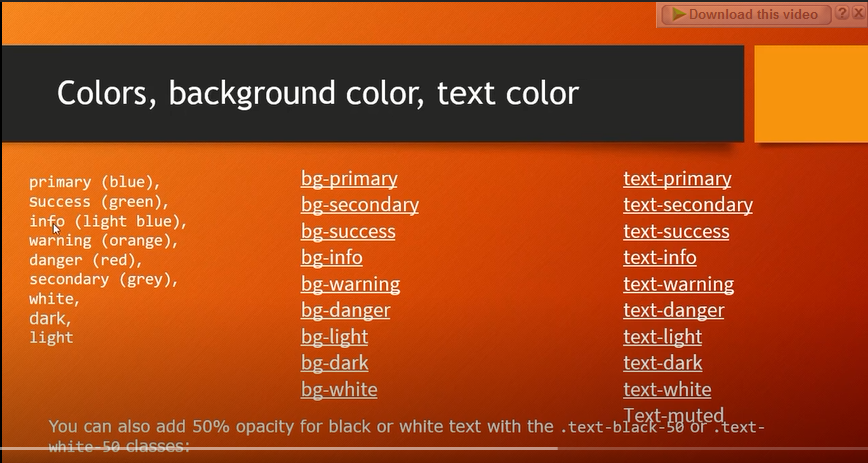 Download this video ? X
Colors, background color, text color
primary (blue),
success (green),
info (light blue),
warning (orange),
danger (red),
secondary (grey),
white,
dark,
light
bg-primary
bg-secondary
bg-success
bg-info
bg-warning
bg-danger
bg-light
bg-dark
bg-white
text-primary
text-secondary
text-success
text-info
text-warning
text-danger
text-light
text-dark
text-white
Text-muted
You can also add 50% opacity for black or white text with the .text-black-50 or .text-
white-50 classes: